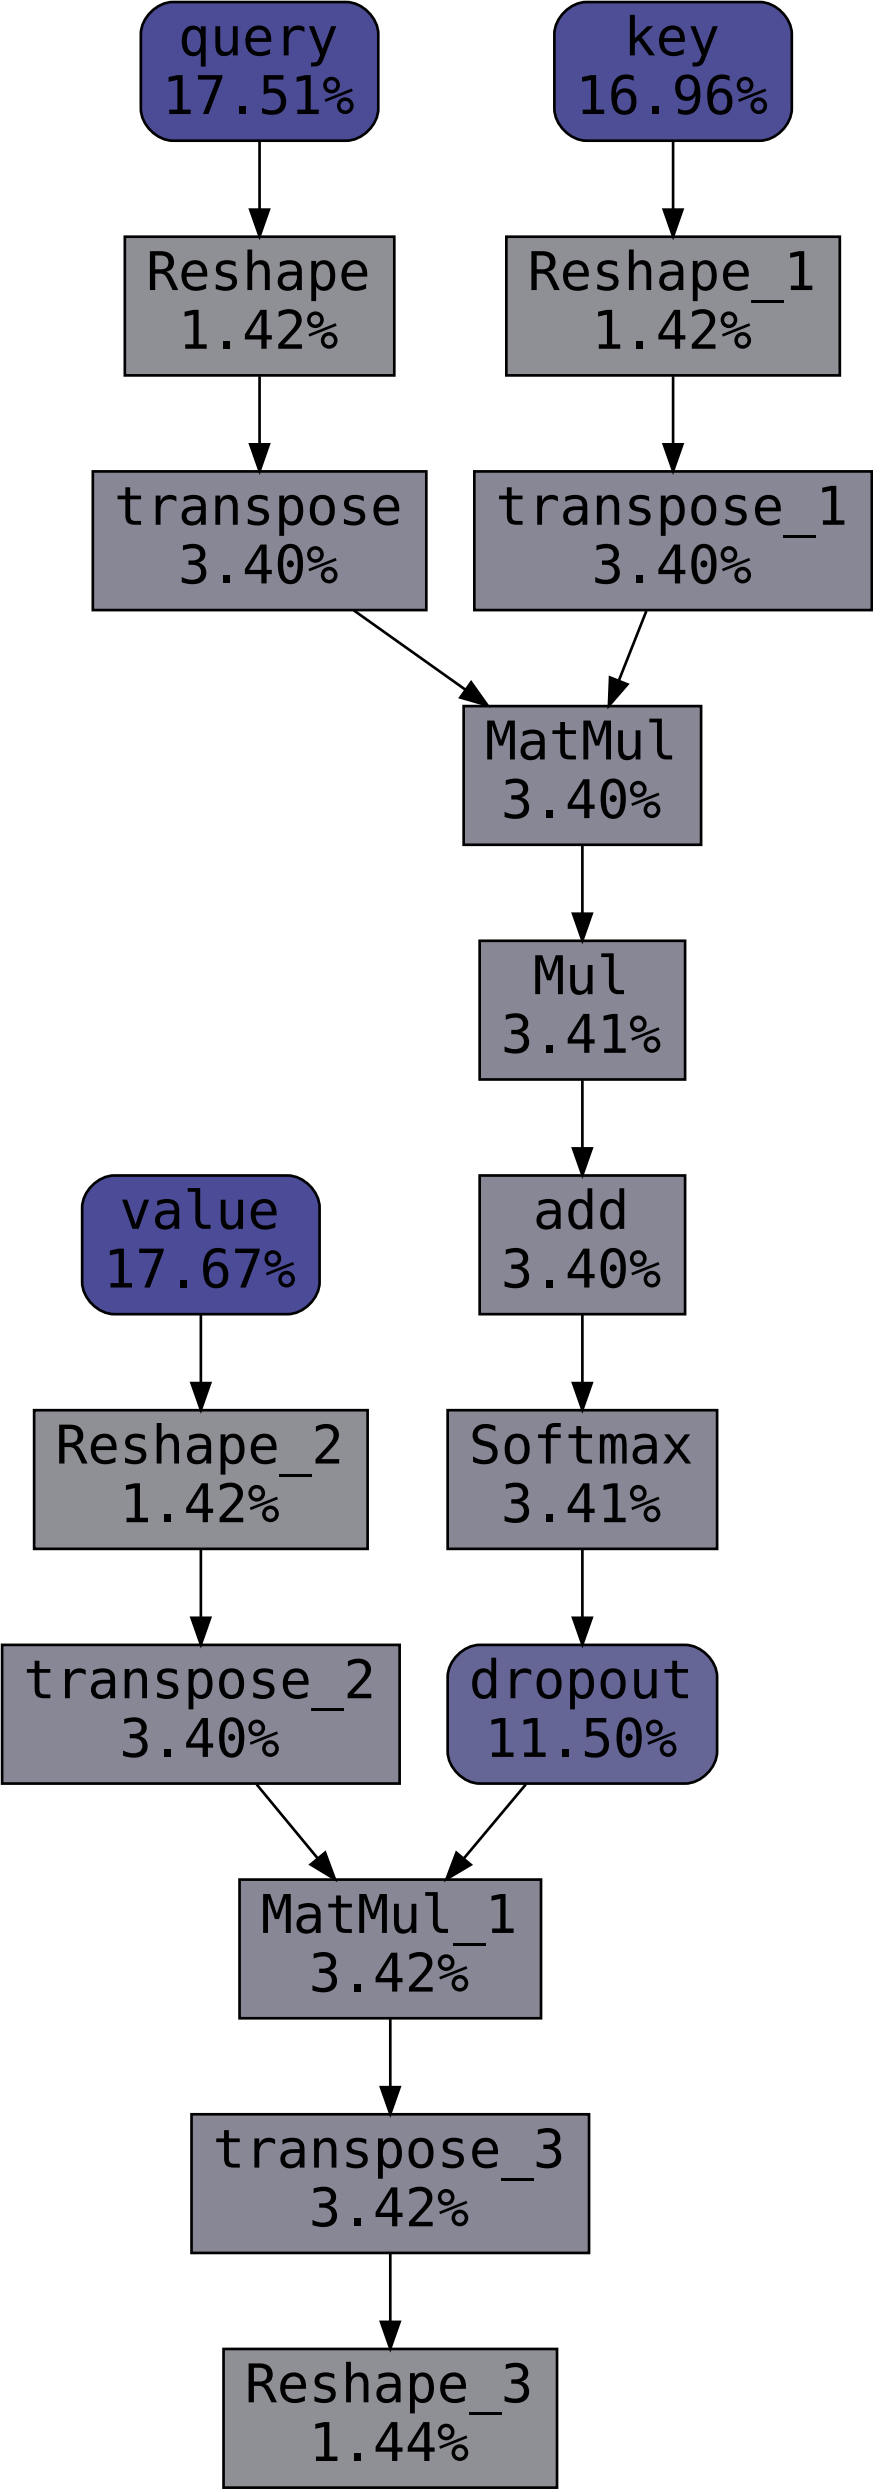 query
17.51%
key
16.96%
Reshape
1.42%
Reshape_1
1.42%
transpose
3.40%
transpose_1
3.40%
MatMul
3.40%
Mul
3.41%
add
3.40%
value
17.67%
Softmax
3.41%
Reshape_2
1.42%
transpose_2
3.40%
dropout
11.50%
MatMul_1
3.42%
transpose_3
3.42%
Reshape_3
1.44%